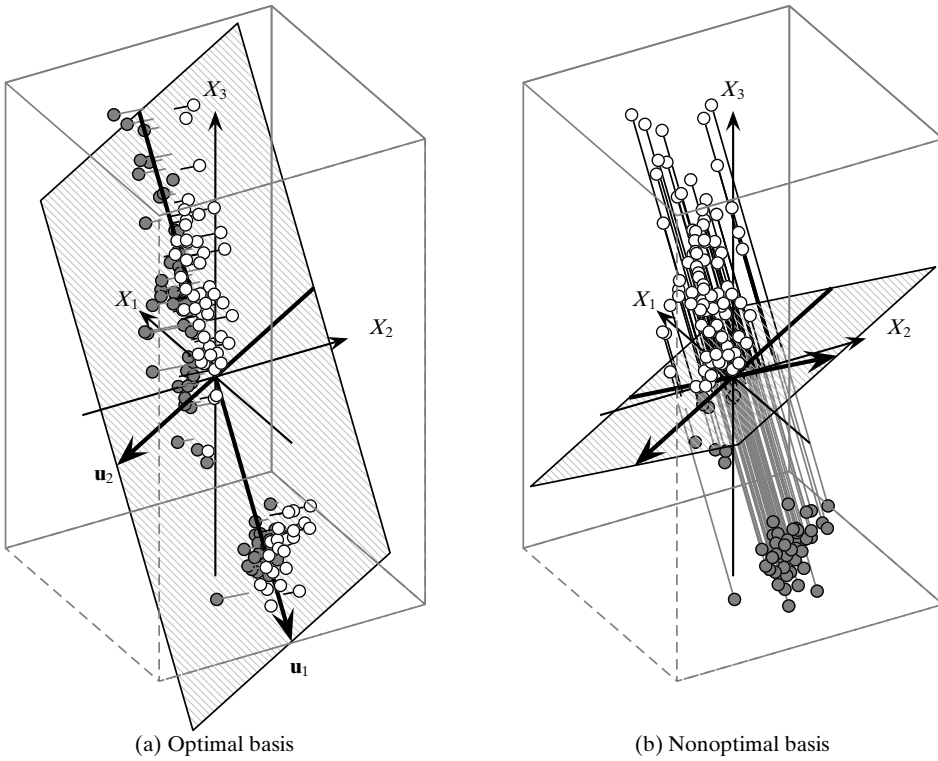 X3
X1
X2
u2
u1
(a) Optimal basis
X3
X1
X2
(b) Nonoptimal basis